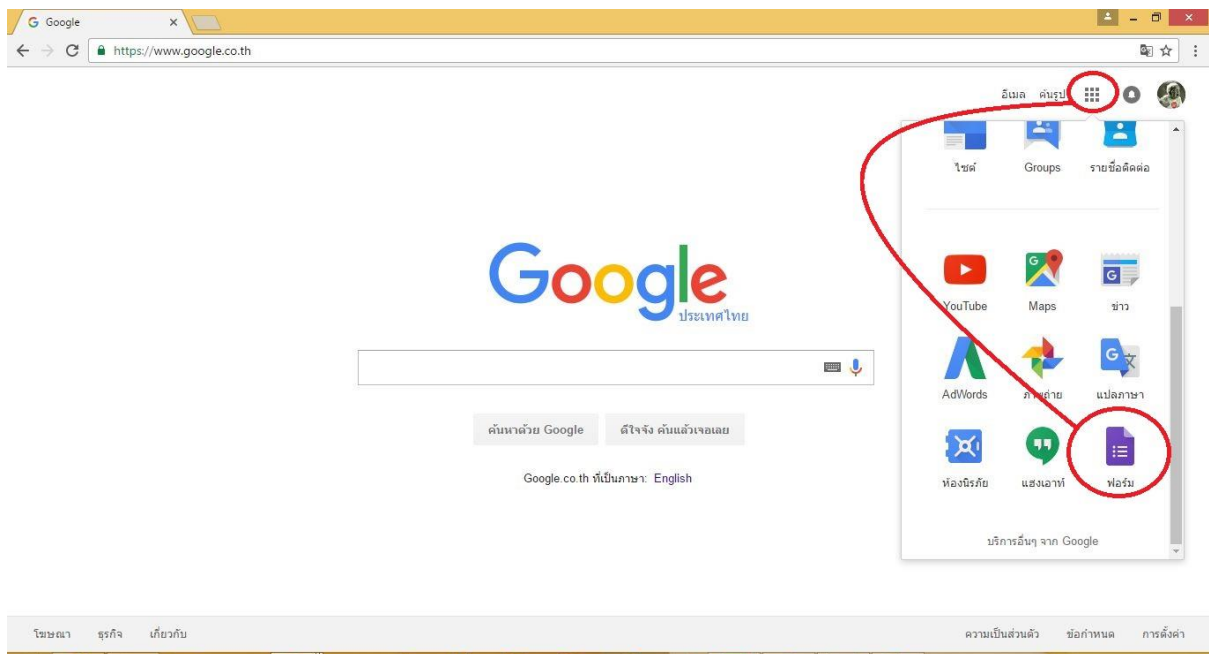 Google
https://www.google.co.th
อีเมล ค้นรูป
ไซต์ Groups รายชื่อติดต่อ
YouTube Maps ข่าว
AdWords ภาพถ่าย แปลภาษา
ห้องนิรภัย แฮงเอาท์ ฟอร์ม
บริการอื่นๆ จาก Google
Google
ประเทศไทย
ค้นหาด้วย Google ดีใจจัง ค้นแล้วเจอเลย
Google.co.th ที่เป็นภาษา: English
โฆษณา ธุรกิจ เกี่ยวกับ ความเป็นส่วนตัว ข้อกำหนด การตั้งค่า